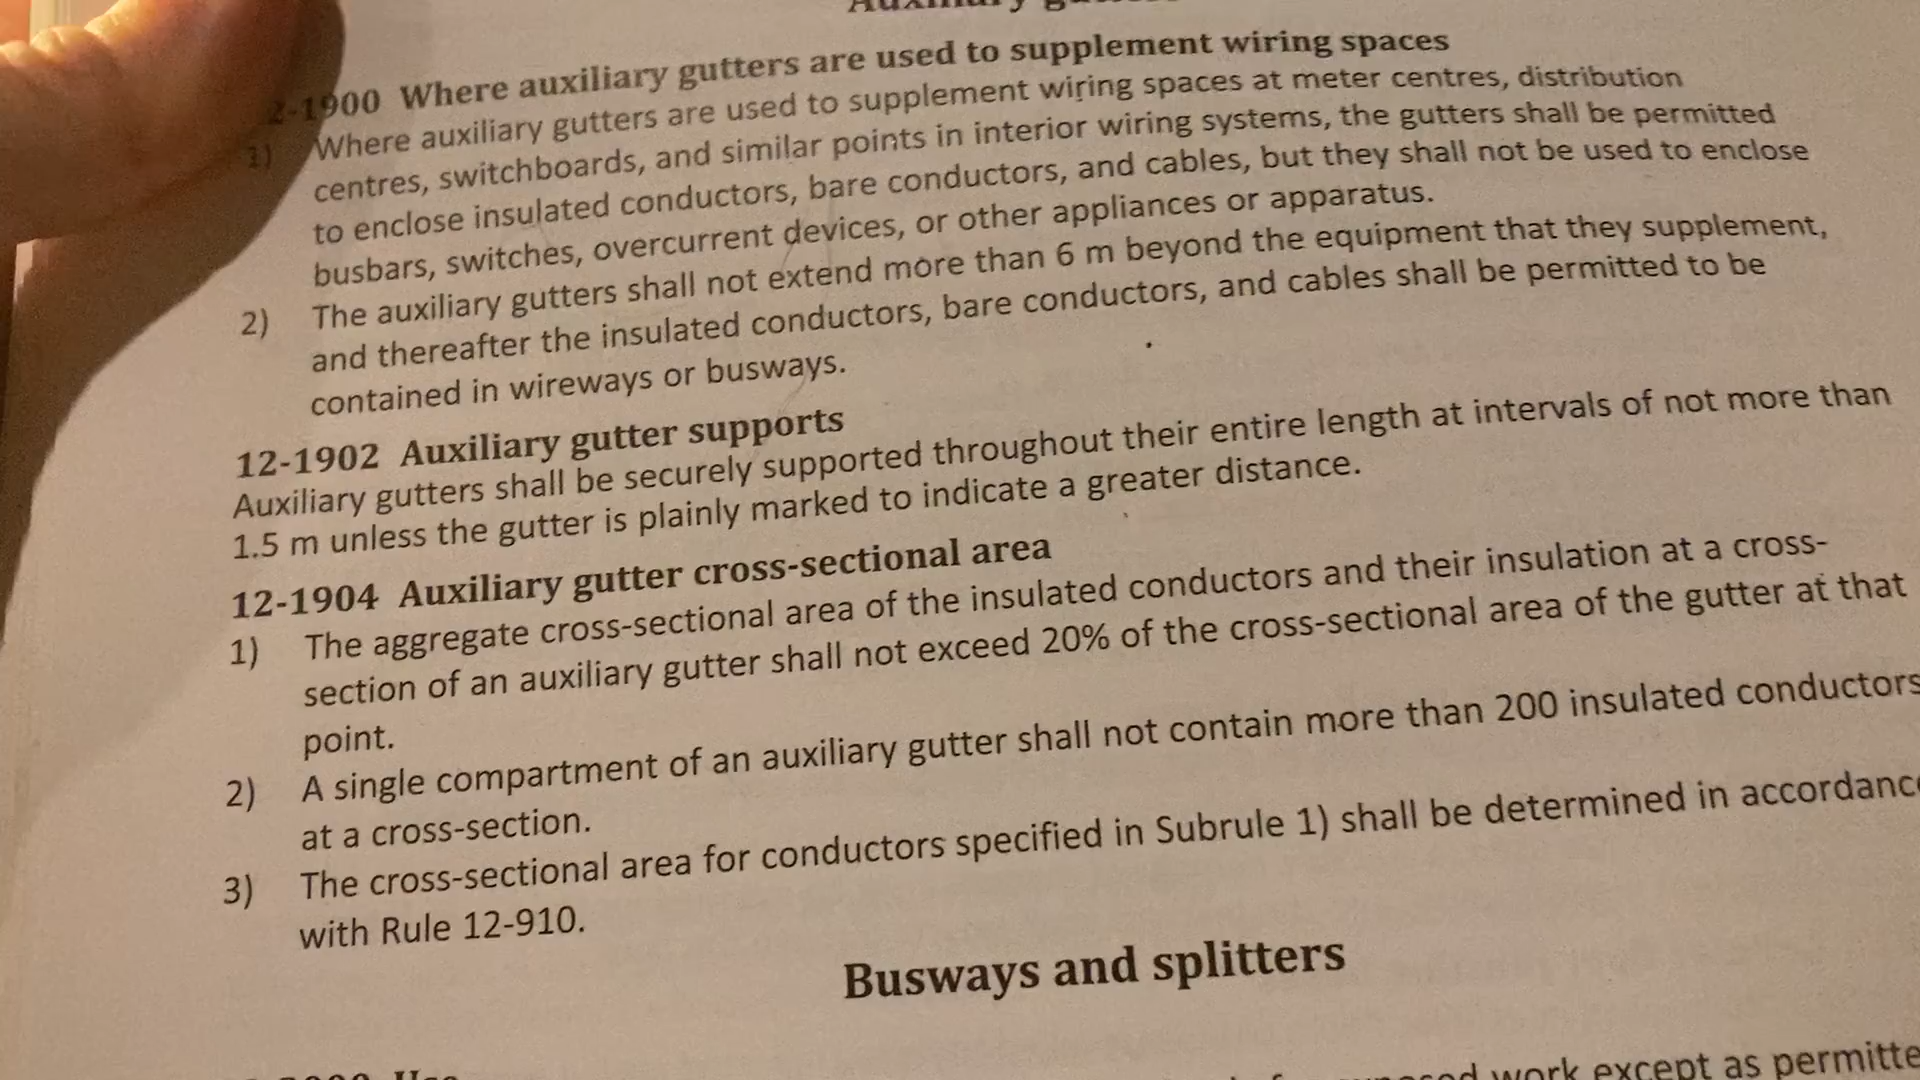 Auxiliary
2-1900 Where auxiliary gutters are used to supplement wiring spaces
1) Where auxiliary gutters are used to supplement wiring spaces at meter centres, distribution
centres, switchboards, and similar points in interior wiring systems, the gutters shall be permitted
to enclose insulated conductors, bare conductors, and cables, but they shall not be used to enclose
busbars, switches, overcurrent devices, or other appliances or apparatus.
2) The auxiliary gutters shall not extend more than 6 m beyond the equipment that they supplement,
and thereafter the insulated conductors, bare conductors, and cables shall be permitted to be
contained in wireways or busways.
12-1902 Auxiliary gutter supports
Auxiliary gutters shall be securely supported throughout their entire length at intervals of not more than
1.5 m unless the gutter is plainly marked to indicate a greater distance.
12-1904 Auxiliary gutter cross-sectional area
1) The aggregate cross-sectional area of the insulated conductors and their insulation at a cross-
section of an auxiliary gutter shall not exceed 20% of the cross-sectional area of the gutter at that
point.
2) A single compartment of an auxiliary gutter shall not contain more than 200 insulated conductors
at a cross-section.
3) The cross-sectional area for conductors specified in Subrule 1) shall be determined in accordance
with Rule 12-910.
Busways and splitters
work except as permitte